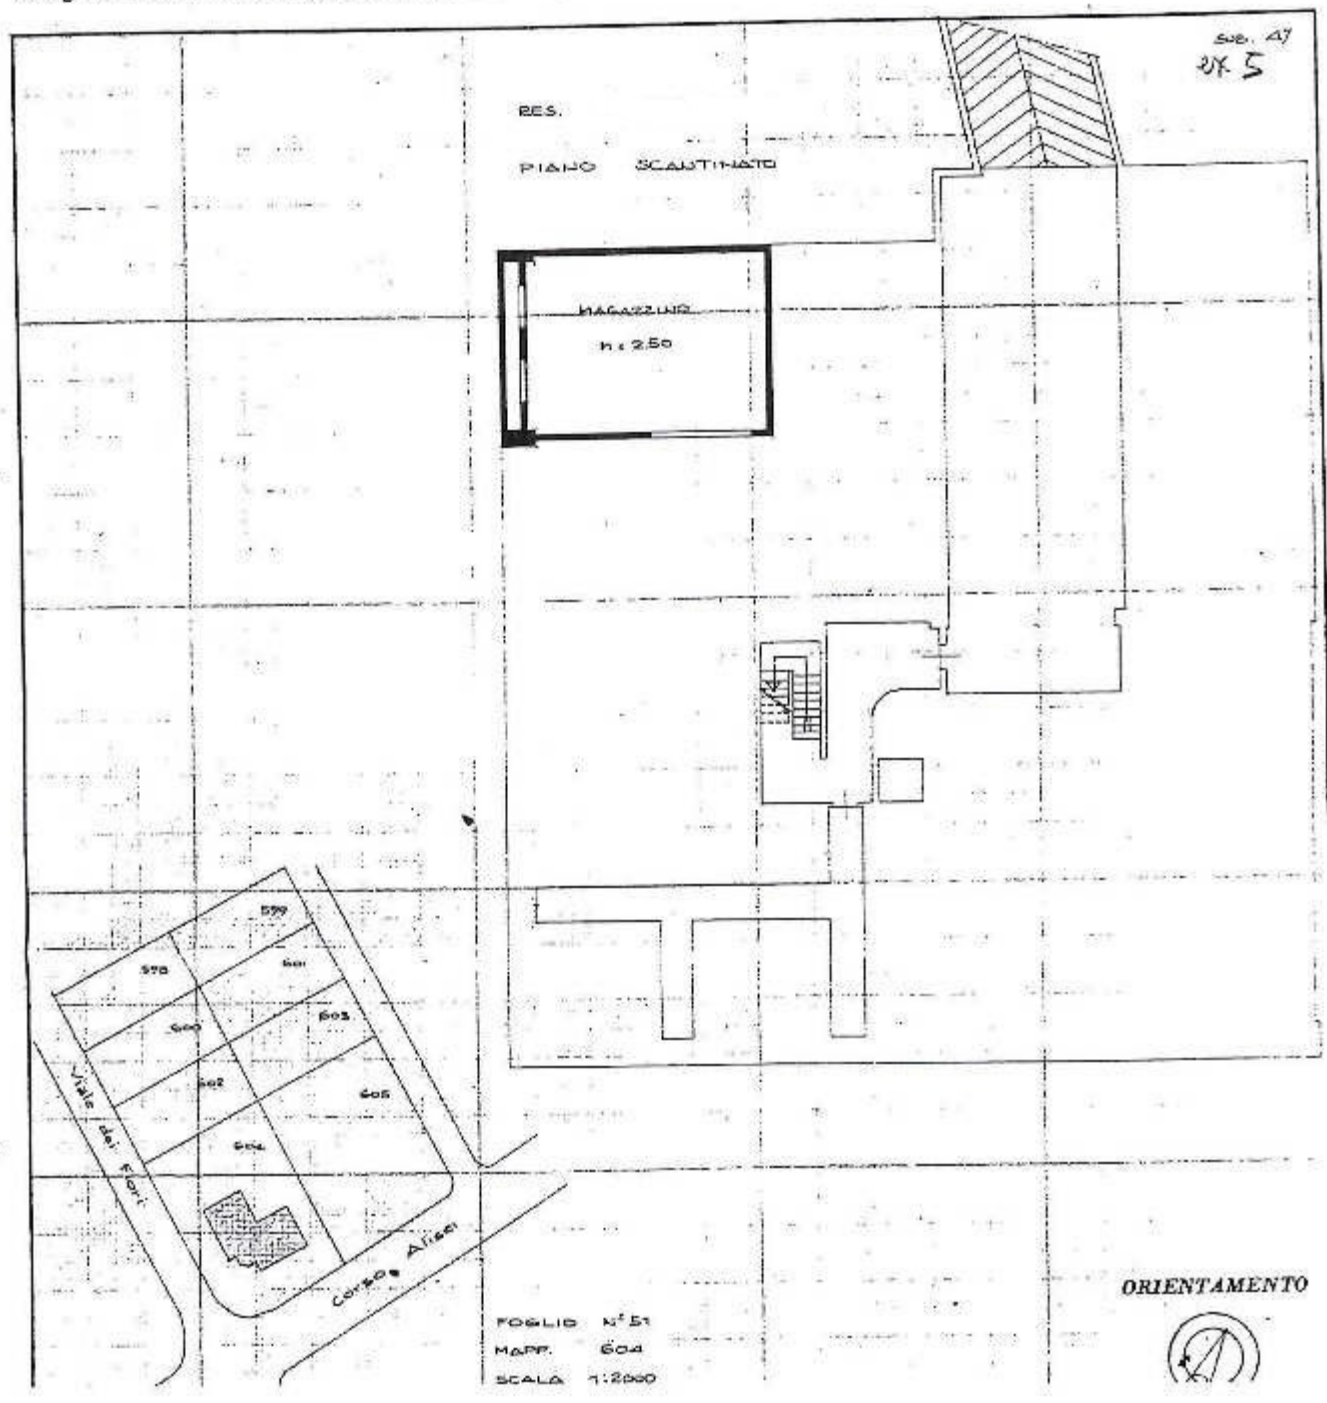 SUB. 47
5
RES.
PIANO SCANTINATO
MAGAZZINO
h = 2.50
599
598
601
600
603
602
605
604
Viale dei Fiori
Corso Alisei
FOGLIO N° 51
MAPP. 604
SCALA 1:2000
ORIENTAMENTO